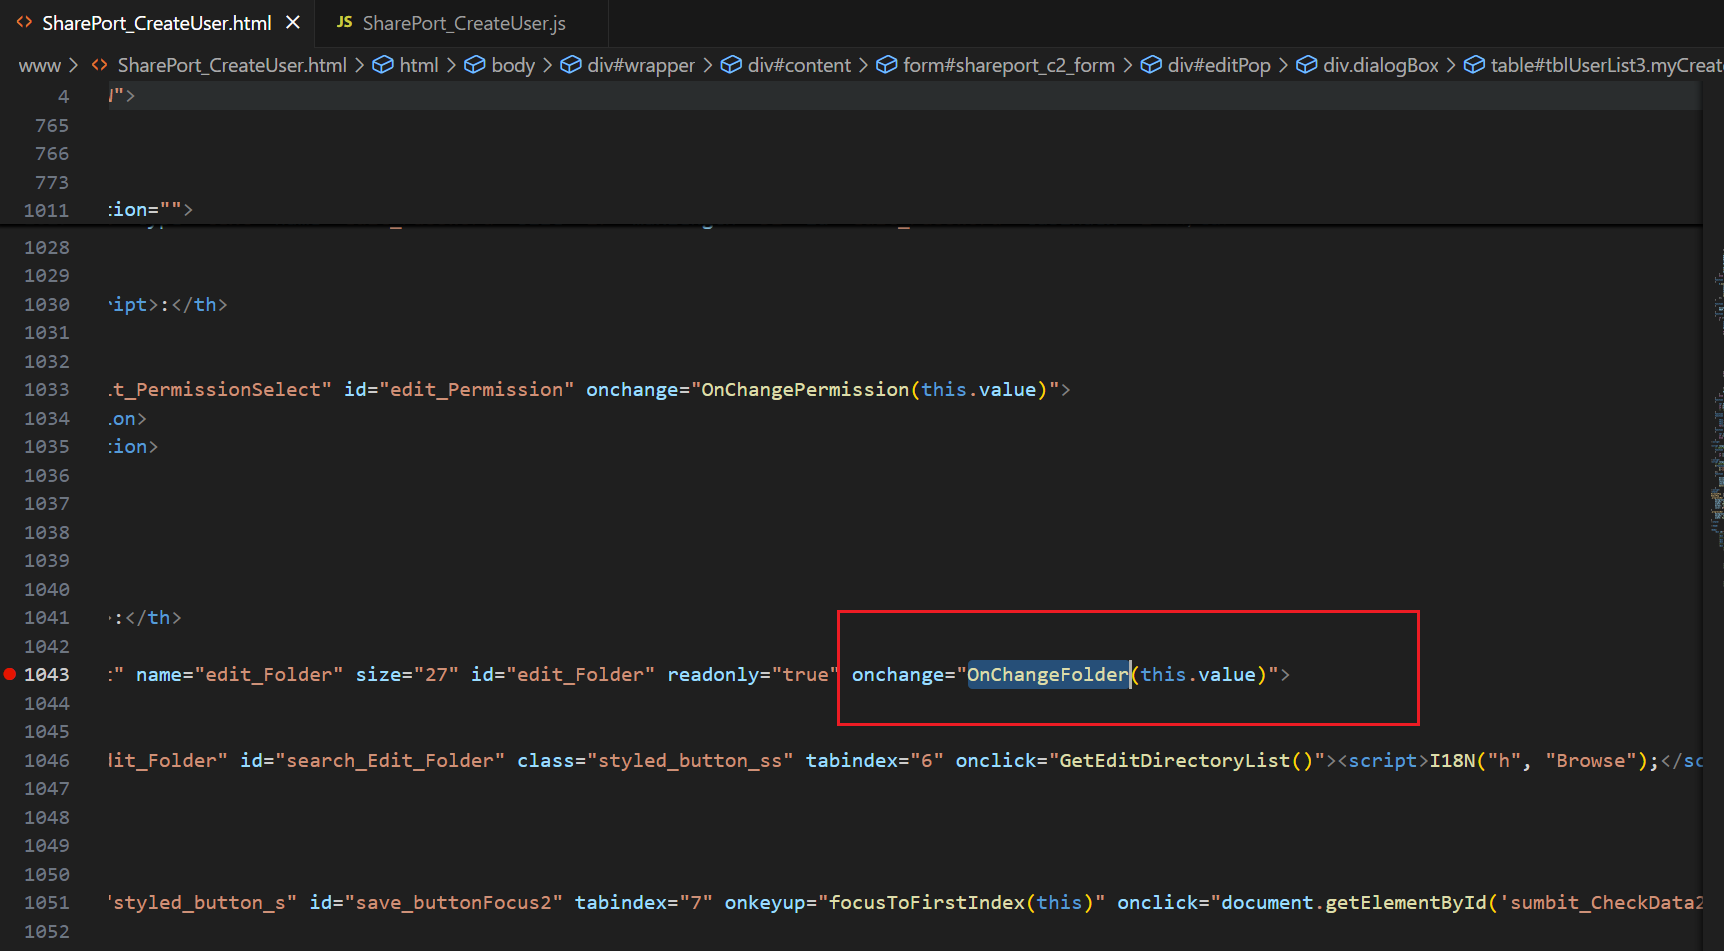 <> SharePort_CreateUser.html × JS SharePort_CreateUser.js
www > <> SharePort_CreateUser.html > html > body > div#wrapper > div#content > form#shareport_c2_form > div#editPop > div.dialogBox > table#tblUserList3.myCreate
4 ">
765
766
773
1011 tion="">
1028
1029
1030 ript>:</th>
1031
1032
1033 t_PermissionSelect" id="edit_Permission" onchange="OnChangePermission(this.value)">
1034 on>
1035 tion>
1036
1037
1038
1039
1040
1041 >:</th>
1042
1043 t" name="edit_Folder" size="27" id="edit_Folder" readonly="true" onchange="OnChangeFolder(this.value)">
1044
1045
1046 dit_Folder" id="search_Edit_Folder" class="styled_button_ss" tabindex="6" onclick="GetEditDirectoryList()"><script>I18N("h", "Browse");</sc
1047
1048
1049
1050
1051 "styled_button_s" id="save_buttonFocus2" tabindex="7" onkeyup="focusToFirstIndex(this)" onclick="document.getElementById('sumbit_CheckData2
1052